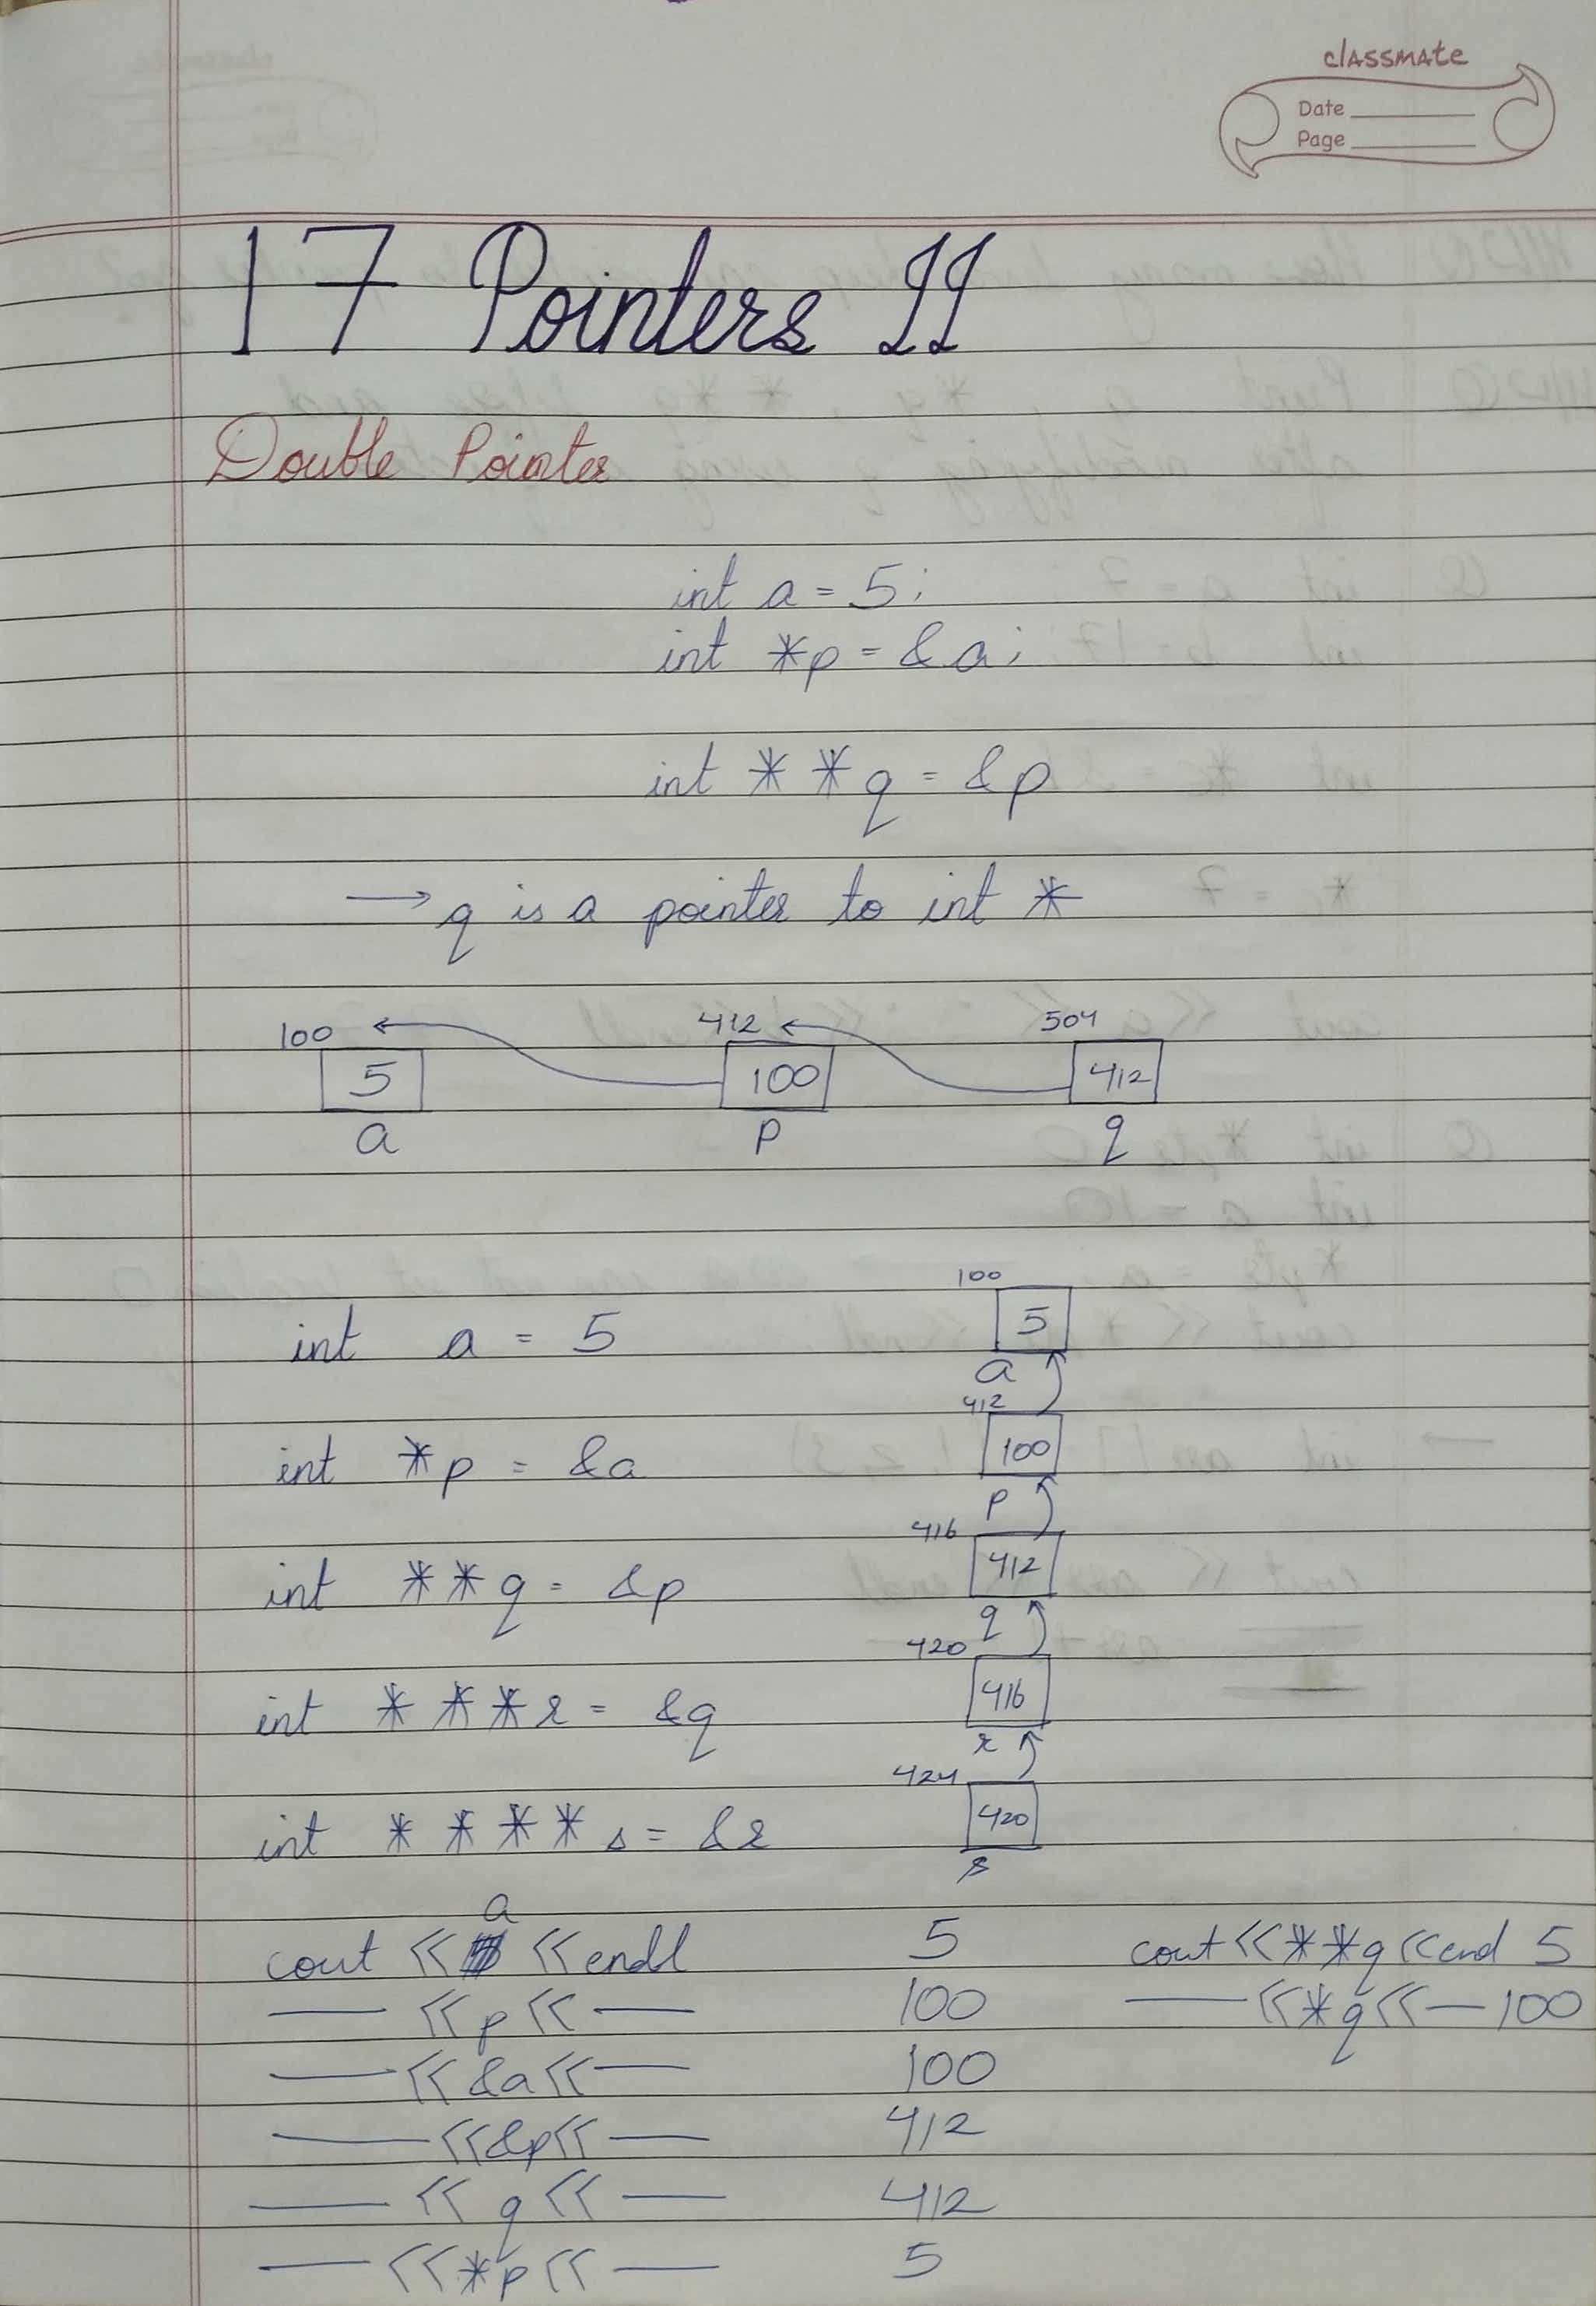 classmate
Date
Page
17 Pointers II
Double Pointer
int a = 5;
int *p = &a;
int **q = &p
→ q is a pointer to int *
100 412 504
5 100 412
a p q
100
int a = 5 5
a
412
int *p = &a 100
p
416
int **q = &p 412
q
420
int ***r = &q 416
r
424
int ****s = &r 420
s
a
cout << << endl 5 cout << **q << end 5
— << p << — 100 — << *q << — 100
— << &a << — 100
— << &p << — 412
— << q << — 412
— << *p << — 5